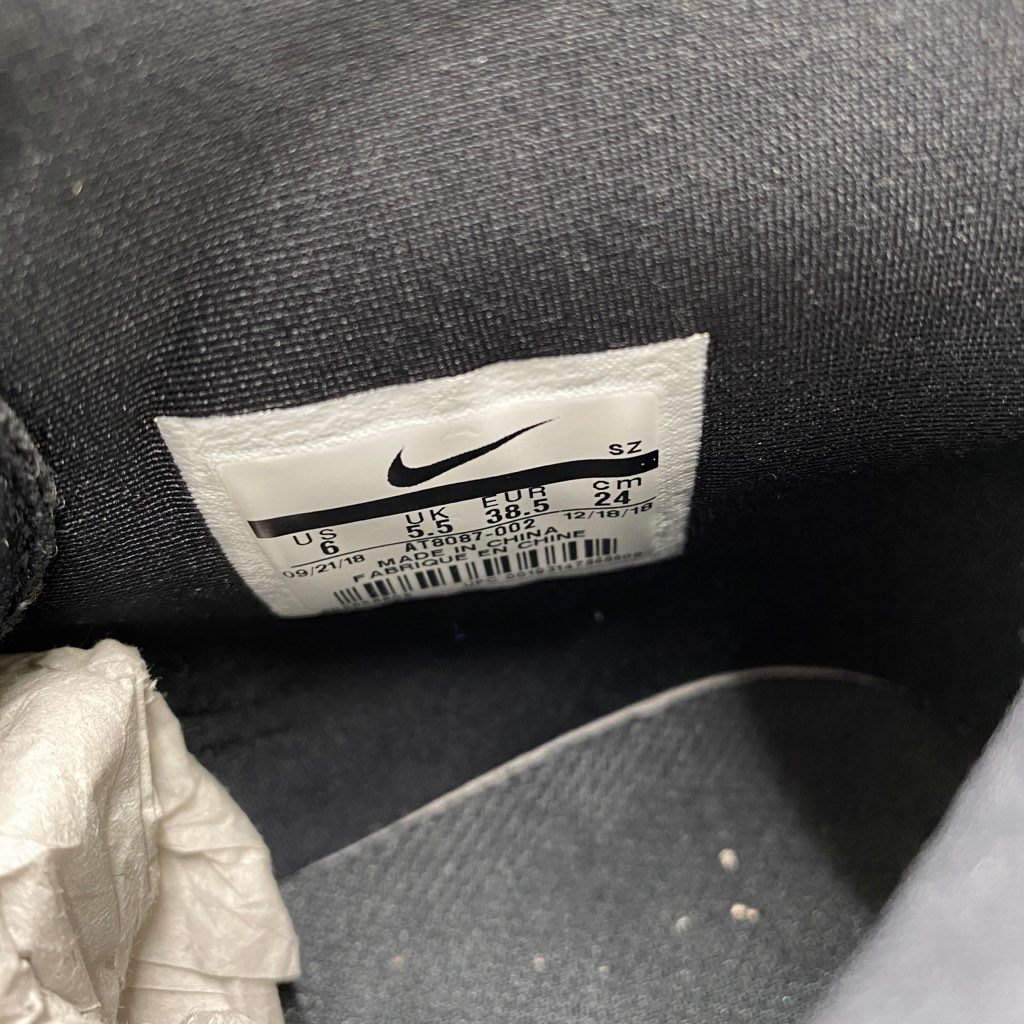 SZ
US UK EUR cm
6 5.5 38.5 24
09/21/18 AT8087-002 12/18/18
MADE IN CHINA
FABRIQUE EN CHINE
UPC